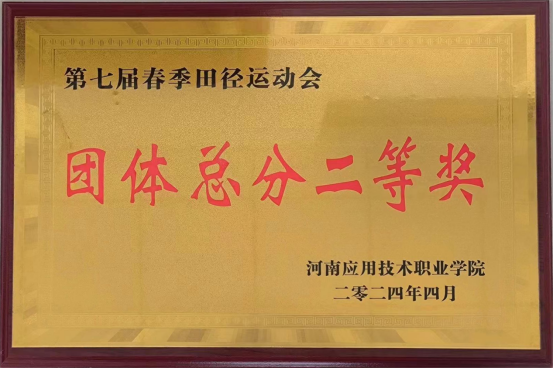 第七届春季田径运动会
团体总分二等奖
河南应用技术职业学院
二零二四年四月